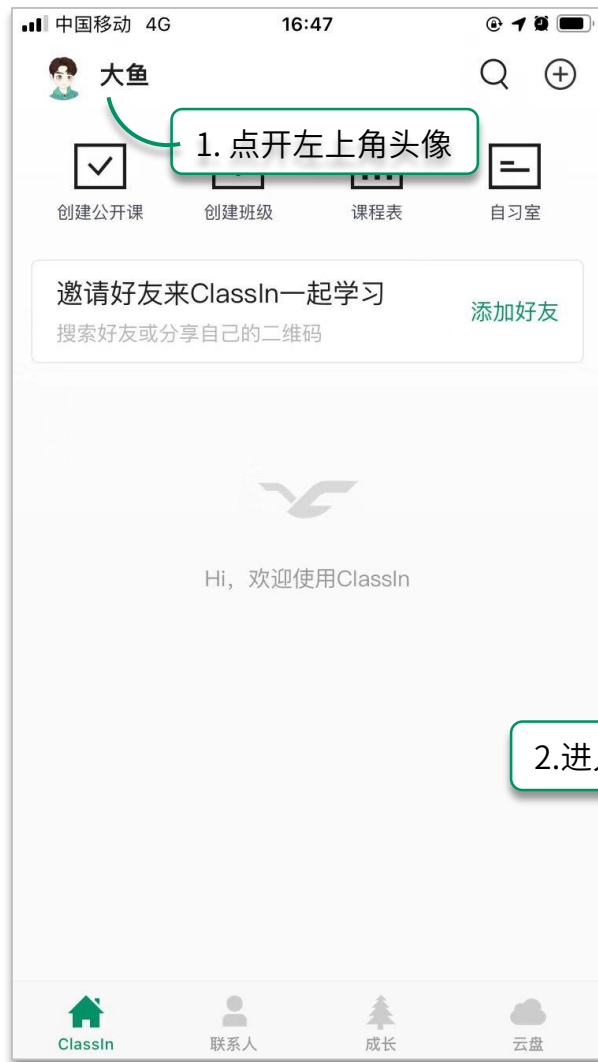 中国移动 4G 16:47
大鱼
1. 点开左上角头像
创建公开课 创建班级 课程表 自习室
邀请好友来ClassIn一起学习
搜索好友或分享自己的二维码
添加好友
Hi，欢迎使用ClassIn
2.进
ClassIn 联系人 成长 云盘